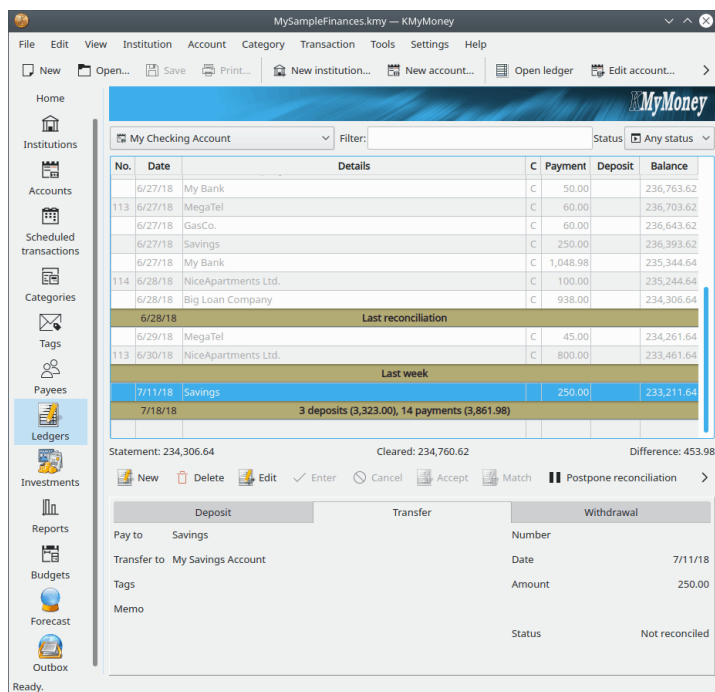 MySampleFinances.kmy — KMyMoney
File Edit View Institution Account Category Transaction Tools Settings Help
New Open... Save Print... New institution... New account... Open ledger Edit account...
Home
Institutions
Accounts
Scheduled
transactions
Categories
Tags
Payees
Ledgers
Investments
Reports
Budgets
Forecast
Outbox
KMyMoney
My Checking Account Filter: Status Any status
No. Date Details C Payment Deposit Balance
6/27/18 My Bank C 50.00 236,763.62
113 6/27/18 MegaTel C 60.00 236,703.62
6/27/18 GasCo. C 60.00 236,643.62
6/27/18 Savings C 250.00 236,393.62
6/27/18 My Bank C 1,048.98 235,344.64
114 6/28/18 NiceApartments Ltd. C 100.00 235,244.64
6/28/18 Big Loan Company C 938.00 234,306.64
6/28/18 Last reconciliation
6/29/18 MegaTel C 45.00 234,261.64
113 6/30/18 NiceApartments Ltd. C 800.00 233,461.64
Last week
7/11/18 Savings 250.00 233,211.64
7/18/18 3 deposits (3,323.00), 14 payments (3,861.98)
Statement: 234,306.64 Cleared: 234,760.62 Difference: 453.98
New Delete Edit Enter Cancel Accept Match Postpone reconciliation
Deposit Transfer Withdrawal
Pay to Savings Number
Transfer to My Savings Account Date 7/11/18
Tags Amount 250.00
Memo
Status Not reconciled
Ready.